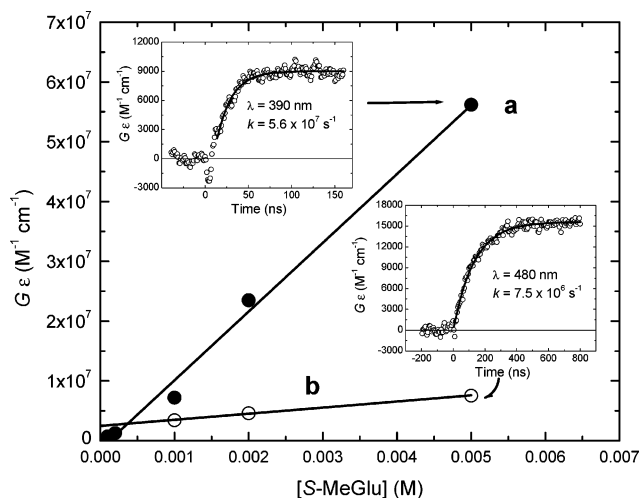 7x10⁷
6x10⁷
5x10⁷
4x10⁷
3x10⁷
2x10⁷
1x10⁷
0
G ε (M⁻¹ cm⁻¹)
12000
9000
6000
3000
0
-3000
G ε (M⁻¹ cm⁻¹)
λ = 390 nm
k = 5.6 x 10⁷ s⁻¹
-50 0 50 100 150
Time (ns)
a
18000
15000
12000
9000
6000
3000
0
-3000
G ε (M⁻¹ cm⁻¹)
λ = 480 nm
k = 7.5 x 10⁶ s⁻¹
-200 0 200 400 600 800
Time (ns)
b
0.000 0.001 0.002 0.003 0.004 0.005 0.006 0.007
[S-MeGlu] (M)